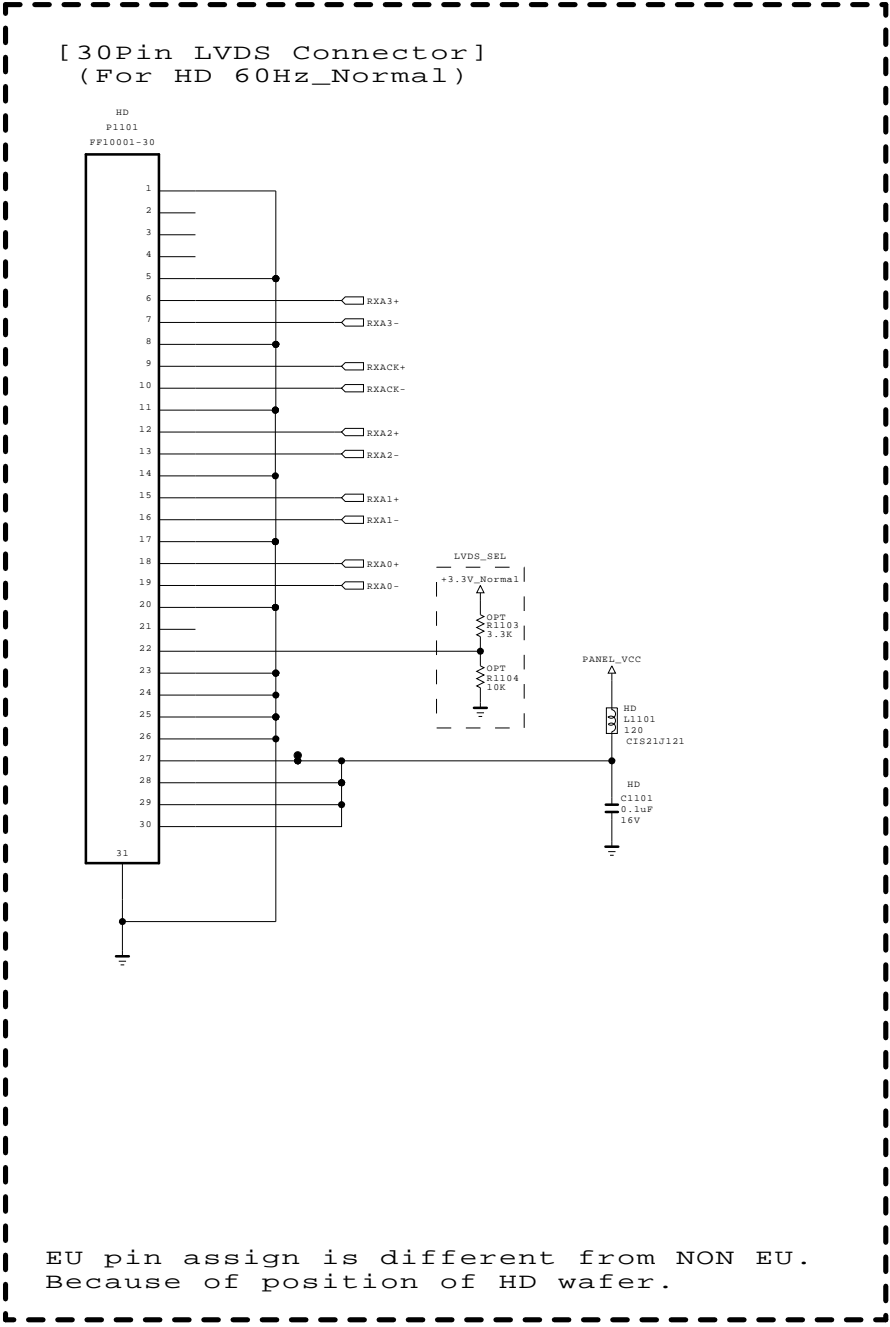 [30Pin LVDS Connector]
(For HD 60Hz_Normal)
HD
P1101
FF10001-30
1
2
3
4
5
6
RXA3+
7
RXA3-
8
9
RXACK+
10
RXACK-
11
12
RXA2+
13
RXA2-
14
15
RXA1+
16
RXA1-
17
18
RXA0+
19
RXA0-
20
21
22
23
24
25
26
27
28
29
30
31
LVDS_SEL
+3.3V_Normal
OPT
R1103
3.3K
OPT
R1104
10K
PANEL_VCC
HD
L1101
120
CIS21J121
HD
C1101
0.1uF
16V
EU pin assign is different from NON EU.
Because of position of HD wafer.